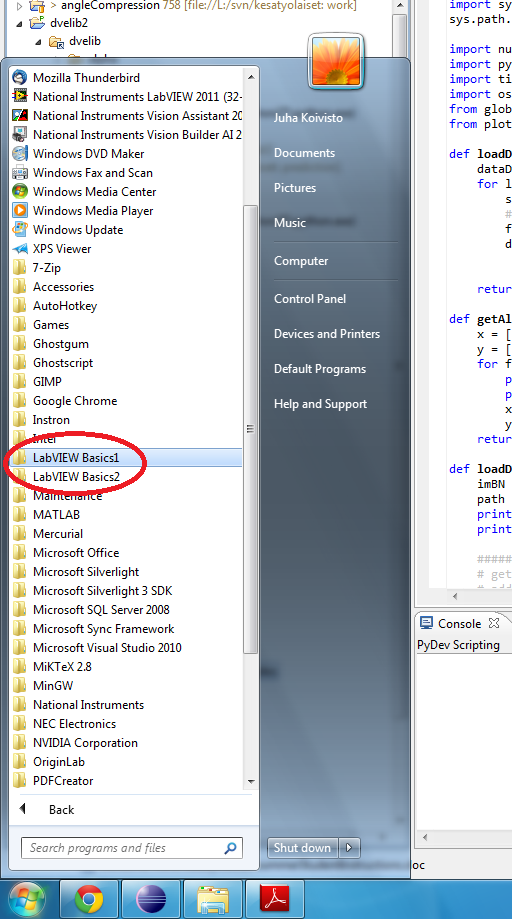 angleCompression 758 [file://L:/svn/kesatyolaiset: work]
dvelib2
dvelib
Mozilla Thunderbird
National Instruments LabVIEW 2011 (32-
National Instruments Vision Assistant 20
National Instruments Vision Builder AI 2
Windows DVD Maker
Windows Fax and Scan
Windows Media Center
Windows Media Player
Windows Update
XPS Viewer
7-Zip
Accessories
AutoHotkey
Games
Ghostgum
Ghostscript
GIMP
Google Chrome
Instron
Intel
LabVIEW Basics1
LabVIEW Basics2
Maintenance
MATLAB
Mercurial
Microsoft Office
Microsoft Silverlight
Microsoft Silverlight 3 SDK
Microsoft SQL Server 2008
Microsoft Sync Framework
Microsoft Visual Studio 2010
MiKTeX 2.8
MinGW
National Instruments
NEC Electronics
NVIDIA Corporation
OriginLab
PDFCreator
Back
Search programs and files
Juha Koivisto
Documents
Pictures
Music
Computer
Control Panel
Devices and Printers
Default Programs
Help and Support
Shut down
import sy
sys.path.
import nu
import py
import ti
import os
from glob
from plot
def loadD
dataD
for l
s
#
f
d
return
def getAl
x = [
y = [
for f
p
p
x
y
return
def loadD
imBN
path
print
print
#####
# get
Console
PyDev Scripting